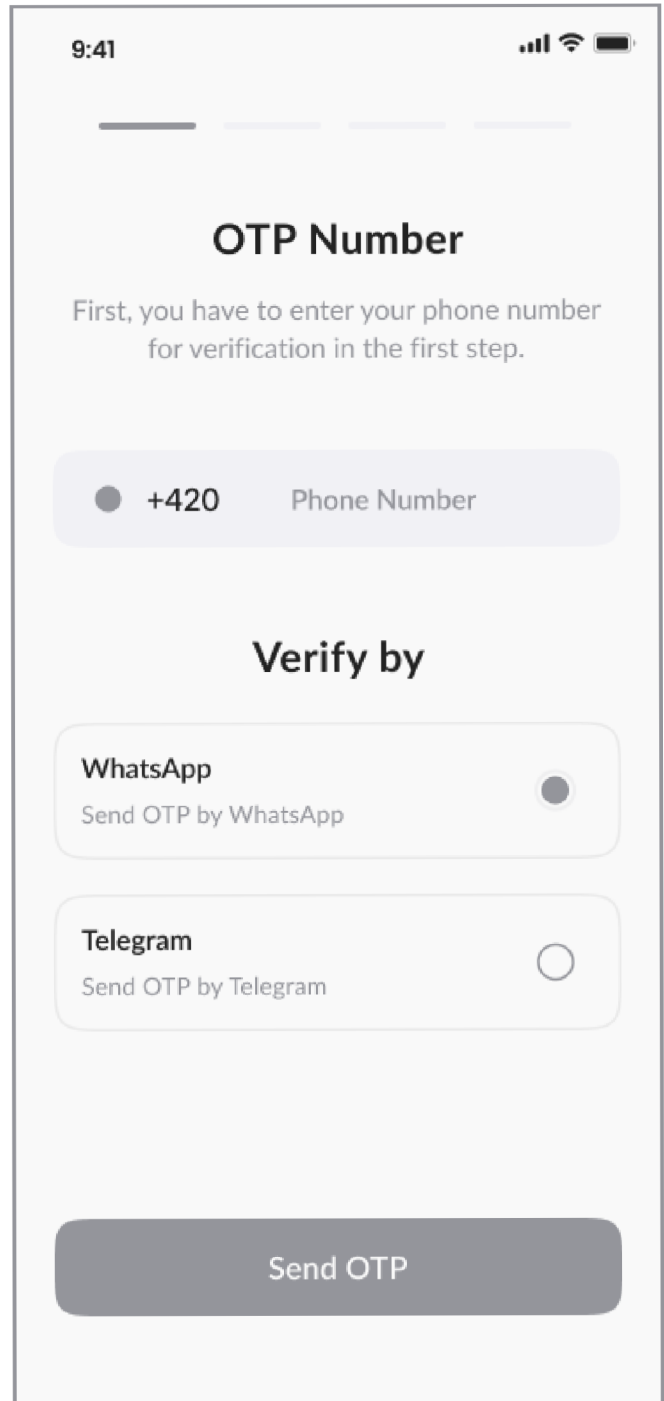 9:41
OTP Number
First, you have to enter your phone number
for verification in the first step.
+420 Phone Number
Verify by
WhatsApp
Send OTP by WhatsApp
Telegram
Send OTP by Telegram
Send OTP